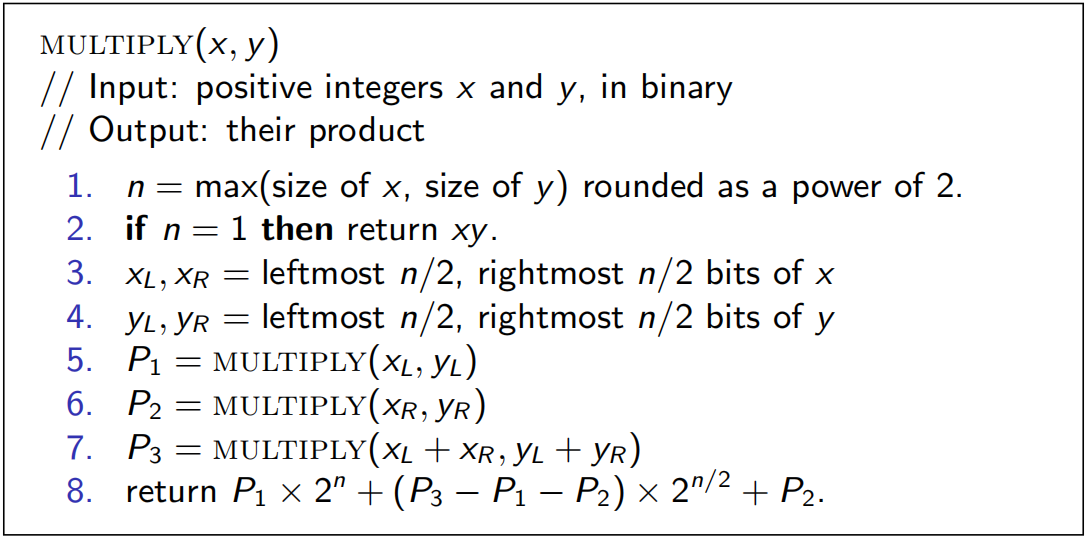 MULTIPLY(x, y)
// Input: positive integers x and y, in binary
// Output: their product
1. n = max(size of x, size of y) rounded as a power of 2.
2. if n = 1 then return xy.
3. x_L, x_R = leftmost n/2, rightmost n/2 bits of x
4. y_L, y_R = leftmost n/2, rightmost n/2 bits of y
5. P_1 = MULTIPLY(x_L, y_L)
6. P_2 = MULTIPLY(x_R, y_R)
7. P_3 = MULTIPLY(x_L + x_R, y_L + y_R)
8. return P_1 × 2^n + (P_3 − P_1 − P_2) × 2^{n/2} + P_2.